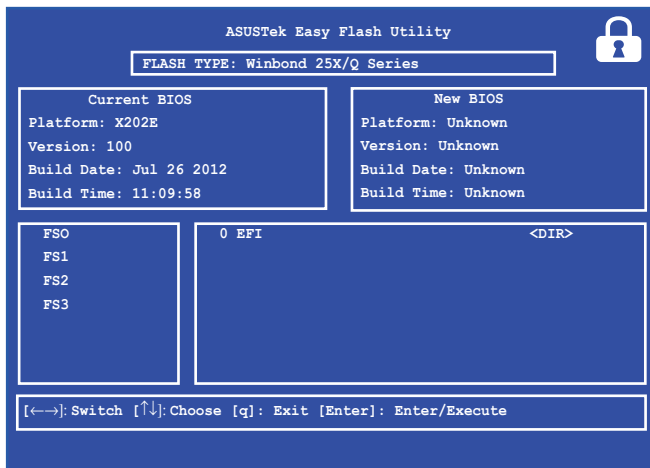 ASUSTek Easy Flash Utility
FLASH TYPE: Winbond 25X/Q Series
Current BIOS
Platform: X202E
Version: 100
Build Date: Jul 26 2012
Build Time: 11:09:58
New BIOS
Platform: Unknown
Version: Unknown
Build Date: Unknown
Build Time: Unknown
FSO
FS1
FS2
FS3
0 EFI <DIR>
[←→]: Switch [↑↓]: Choose [q]: Exit [Enter]: Enter/Execute